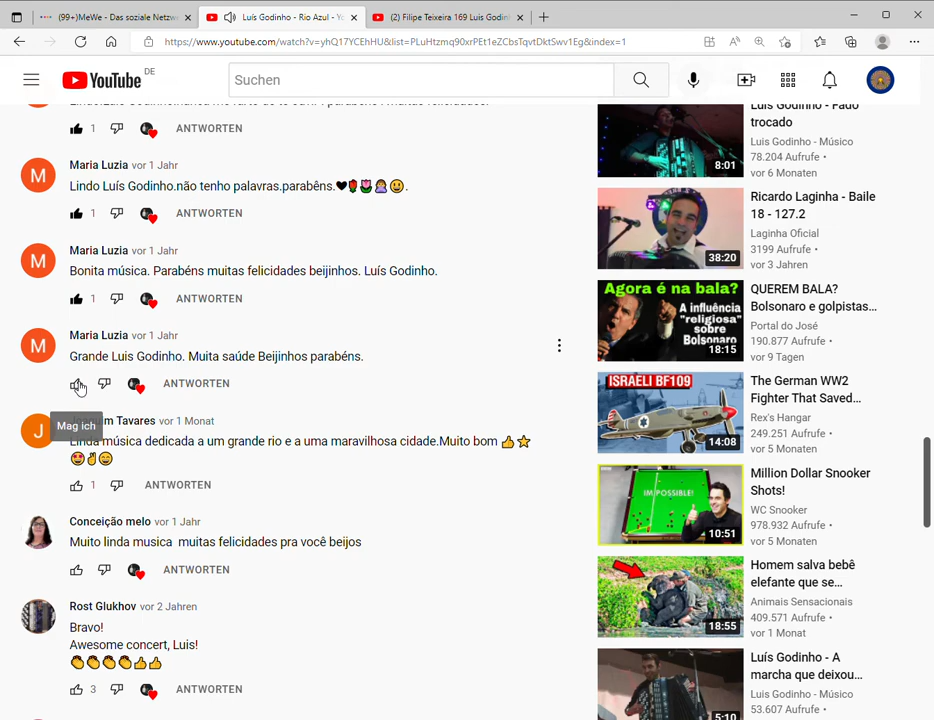 (99+)MeWe - Das soziale Netzwe
Luís Godinho - Rio Azul - Yo
(2) Filipe Teixeira 169 Luis Godinh
https://www.youtube.com/watch?v=yhQ17YCEhHU&list=PLuHtzmq90xrPEt1eZCbsTqvtDktSwv1Eg&index=1
YouTube DE
Suchen
1 ANTWORTEN
Maria Luzia vor 1 Jahr
Lindo Luís Godinho.não tenho palavras.parabêns.🖤🌹🌷🤦😃.
1 ANTWORTEN
Maria Luzia vor 1 Jahr
Bonita música. Parabéns muitas felicidades beijinhos. Luís Godinho.
1 ANTWORTEN
Maria Luzia vor 1 Jahr
Grande Luis Godinho. Muita saúde Beijinhos parabéns.
ANTWORTEN
Mag ich
Tavares vor 1 Monat
Linda música dedicada a um grande rio e a uma maravilhosa cidade.Muito bom 👍⭐
🤩✌😄
1 ANTWORTEN
Conceição melo vor 1 Jahr
Muito linda musica muitas felicidades pra você beijos
ANTWORTEN
Rost Glukhov vor 2 Jahren
Bravo!
Awesome concert, Luis!
👏👏👏👏👍👍
3 ANTWORTEN
Luis Godinho - Fado
trocado
Luis Godinho - Músico
78.204 Aufrufe •
vor 6 Monaten
8:01
Ricardo Laginha - Baile
18 - 127.2
Laginha Oficial
3199 Aufrufe •
vor 3 Jahren
38:20
Agora é na bala?
A influência
"religiosa"
sobre
Bolsonaro
18:15
QUEREM BALA?
Bolsonaro e golpistas...
Portal do José
190.877 Aufrufe •
vor 9 Tagen
ISRAELI BF109
14:08
The German WW2
Fighter That Saved...
Rex's Hangar
249.251 Aufrufe •
vor 5 Monaten
IM POSSIBLE!
10:51
Million Dollar Snooker
Shots!
WC Snooker
978.932 Aufrufe •
vor 5 Monaten
18:55
Homem salva bebê
elefante que se...
Animais Sensacionais
409.571 Aufrufe •
vor 1 Monat
5:10
Luís Godinho - A
marcha que deixou...
Luis Godinho - Músico
53.607 Aufrufe •